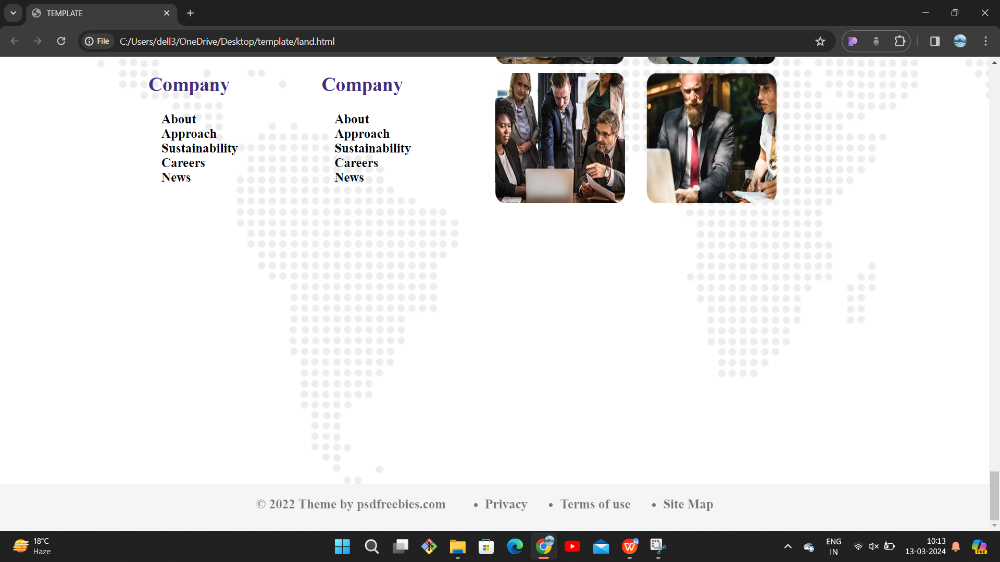 TEMPLATE
File C:/Users/dell3/OneDrive/Desktop/template/land.html
Company
About
Approach
Sustainability
Careers
News
Company
About
Approach
Sustainability
Careers
News
© 2022 Theme by psdfreebies.com • Privacy • Terms of use • Site Map
18°C
Haze
ENG
IN
10:13
13-03-2024
PRE